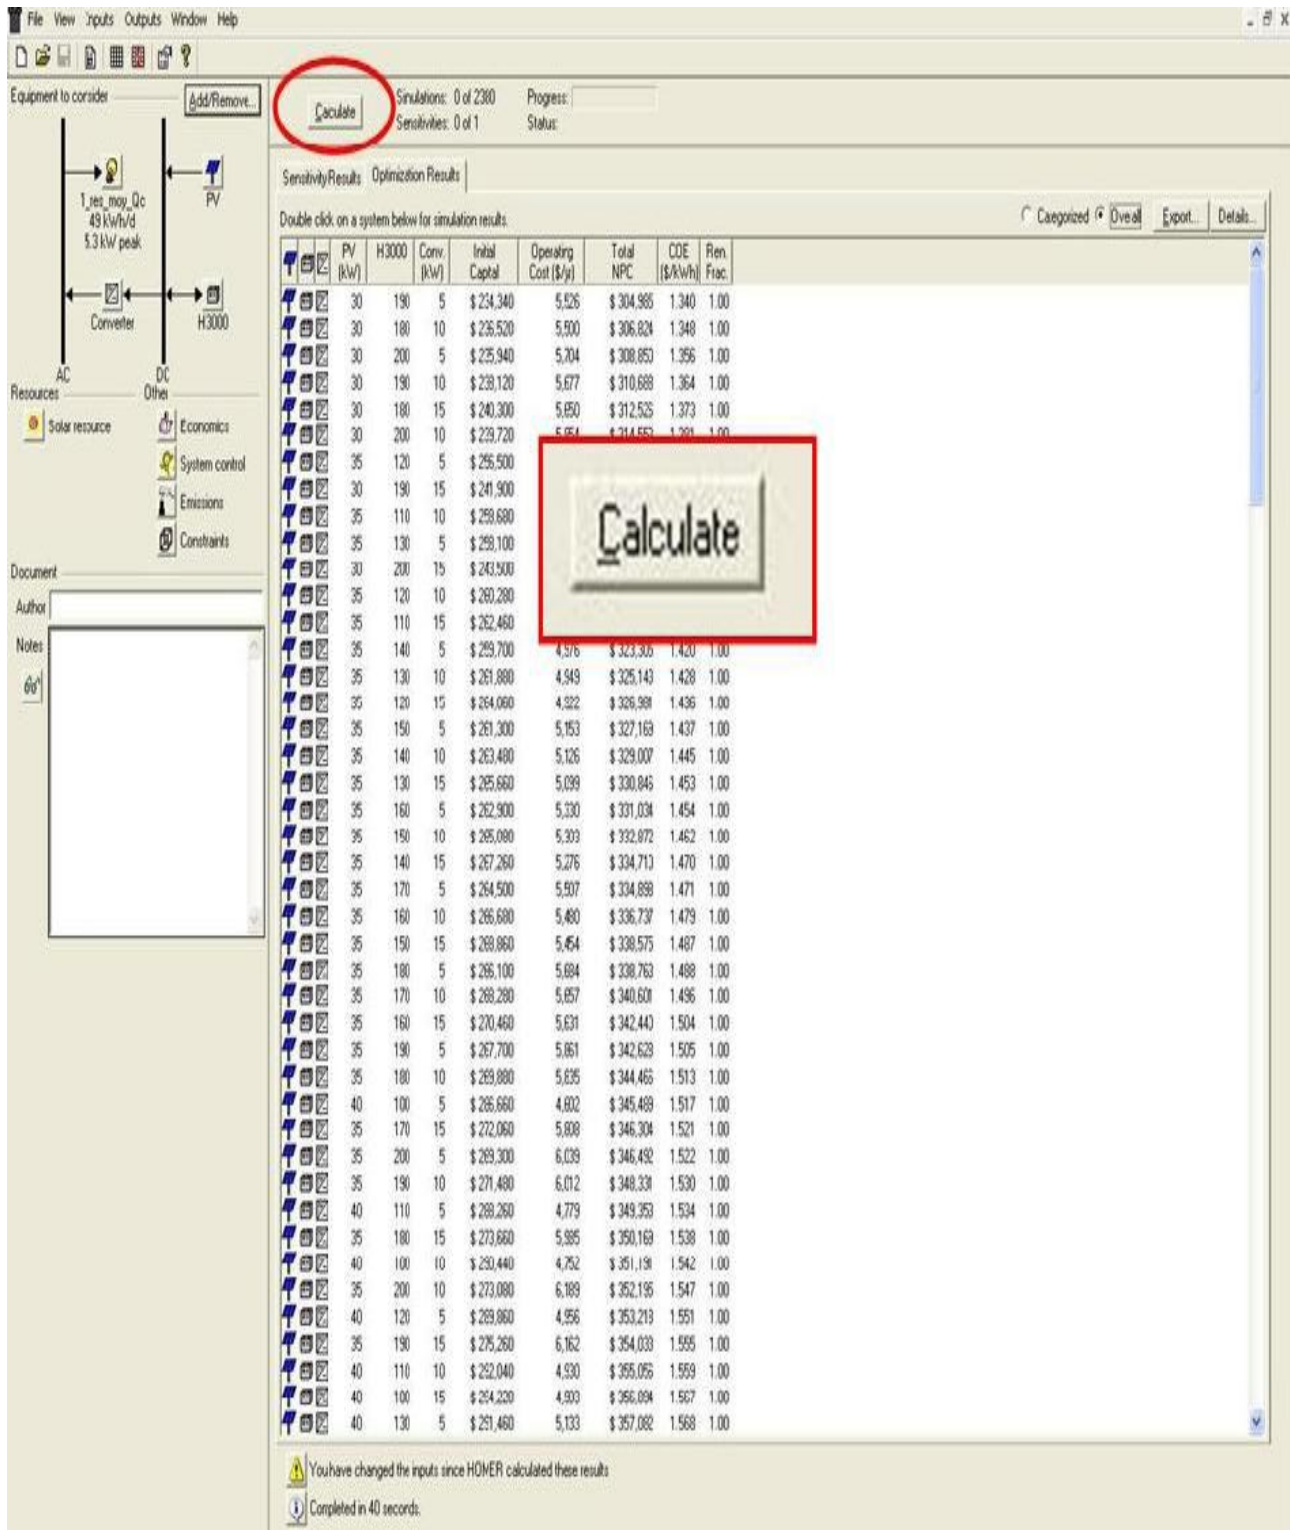 File View Inputs Outputs Window Help
Equipment to consider Add/Remove...
Calculate
Simulations: 0 of 2380 Progress:
Sensitivities: 0 of 1 Status:
1_res_moy_Qc
49 kWh/d
5.3 kW peak
PV
Converter
H3000
AC DC
Resources Other
Solar resource
Economics
System control
Emissions
Constraints
Document
Author
Notes
Sensitivity Results Optimization Results
Double click on a system below for simulation results.
Categorized Overall Export... Details...
PV (kW) H3000 Conv. (kW) Initial Capital Operating Cost ($/yr) Total NPC COE ($/kWh) Ren. Frac.
30 190 5 $ 234,340 5,526 $ 304,985 1.340 1.00
30 180 10 $ 236,520 5,500 $ 306,824 1.348 1.00
30 200 5 $ 235,940 5,704 $ 308,850 1.356 1.00
30 190 10 $ 238,120 5,677 $ 310,688 1.364 1.00
30 180 15 $ 240,300 5,650 $ 312,525 1.373 1.00
30 200 10 $ 239,720
35 120 5 $ 256,500
30 190 15 $ 241,900
35 110 10 $ 259,680
35 130 5 $ 258,100
30 200 15 $ 243,500
35 120 10 $ 260,280
35 110 15 $ 262,460
Calculate
35 140 5 $ 259,700 4,976 $ 323,305 1.420 1.00
35 130 10 $ 261,880 4,949 $ 325,143 1.428 1.00
35 120 15 $ 264,060 4,922 $ 326,981 1.436 1.00
35 150 5 $ 261,300 5,153 $ 327,169 1.437 1.00
35 140 10 $ 263,480 5,126 $ 329,007 1.445 1.00
35 130 15 $ 265,660 5,099 $ 330,845 1.453 1.00
35 160 5 $ 262,900 5,330 $ 331,034 1.454 1.00
35 150 10 $ 265,080 5,303 $ 332,872 1.462 1.00
35 140 15 $ 267,260 5,276 $ 334,710 1.470 1.00
35 170 5 $ 264,500 5,507 $ 334,898 1.471 1.00
35 160 10 $ 266,680 5,480 $ 336,737 1.479 1.00
35 150 15 $ 268,860 5,454 $ 338,575 1.487 1.00
35 180 5 $ 266,100 5,684 $ 338,763 1.488 1.00
35 170 10 $ 268,280 5,657 $ 340,601 1.496 1.00
35 160 15 $ 270,460 5,631 $ 342,440 1.504 1.00
35 190 5 $ 267,700 5,861 $ 342,628 1.505 1.00
35 180 10 $ 269,880 5,835 $ 344,466 1.513 1.00
40 100 5 $ 286,660 4,602 $ 345,489 1.517 1.00
35 170 15 $ 272,060 5,808 $ 346,304 1.521 1.00
35 200 5 $ 269,300 6,039 $ 346,492 1.522 1.00
35 190 10 $ 271,480 6,012 $ 348,331 1.530 1.00
40 110 5 $ 288,260 4,779 $ 349,353 1.534 1.00
35 180 15 $ 273,660 5,985 $ 350,169 1.538 1.00
40 100 10 $ 290,440 4,752 $ 351,191 1.542 1.00
35 200 10 $ 273,080 6,189 $ 352,195 1.547 1.00
40 120 5 $ 289,860 4,956 $ 353,218 1.551 1.00
35 190 15 $ 275,260 6,162 $ 354,033 1.555 1.00
40 110 10 $ 292,040 4,930 $ 355,056 1.559 1.00
40 100 15 $ 294,220 4,903 $ 356,894 1.567 1.00
40 130 5 $ 291,460 5,133 $ 357,082 1.568 1.00
You have changed the inputs since HOMER calculated these results
Completed in 40 seconds.